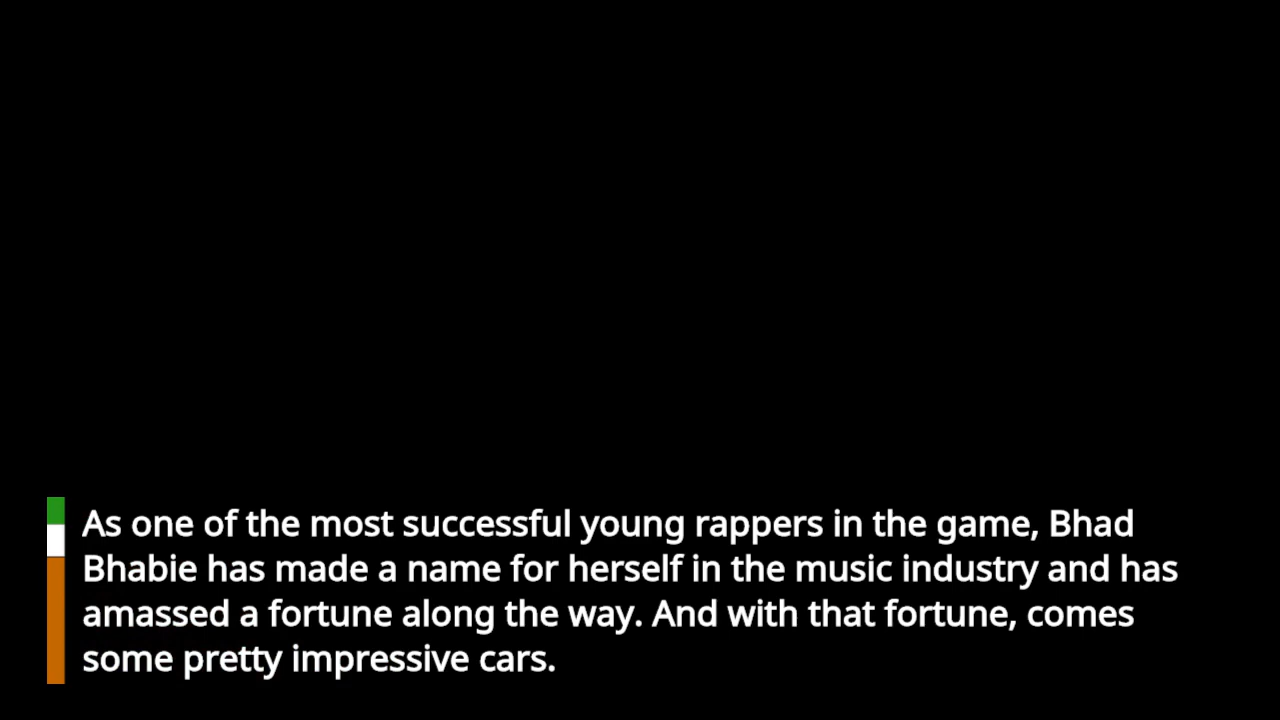 As one of the most successful young rappers in the game, Bhad
Bhabie has made a name for herself in the music industry and has
amassed a fortune along the way. And with that fortune, comes
some pretty impressive cars.